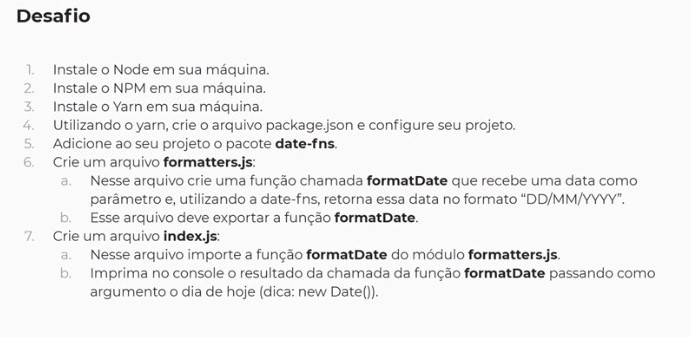 Desafio
1. Instale o Node em sua máquina.
2. Instale o NPM em sua máquina.
3. Instale o Yarn em sua máquina.
4. Utilizando o yarn, crie o arquivo package.json e configure seu projeto.
5. Adicione ao seu projeto o pacote date-fns.
6. Crie um arquivo formatters.js:
a. Nesse arquivo crie uma função chamada formatDate que recebe uma data como
parâmetro e, utilizando a date-fns, retorna essa data no formato “DD/MM/YYYY”.
b. Esse arquivo deve exportar a função formatDate.
7. Crie um arquivo index.js:
a. Nesse arquivo importe a função formatDate do módulo formatters.js.
b. Imprima no console o resultado da chamada da função formatDate passando como
argumento o dia de hoje (dica: new Date()).